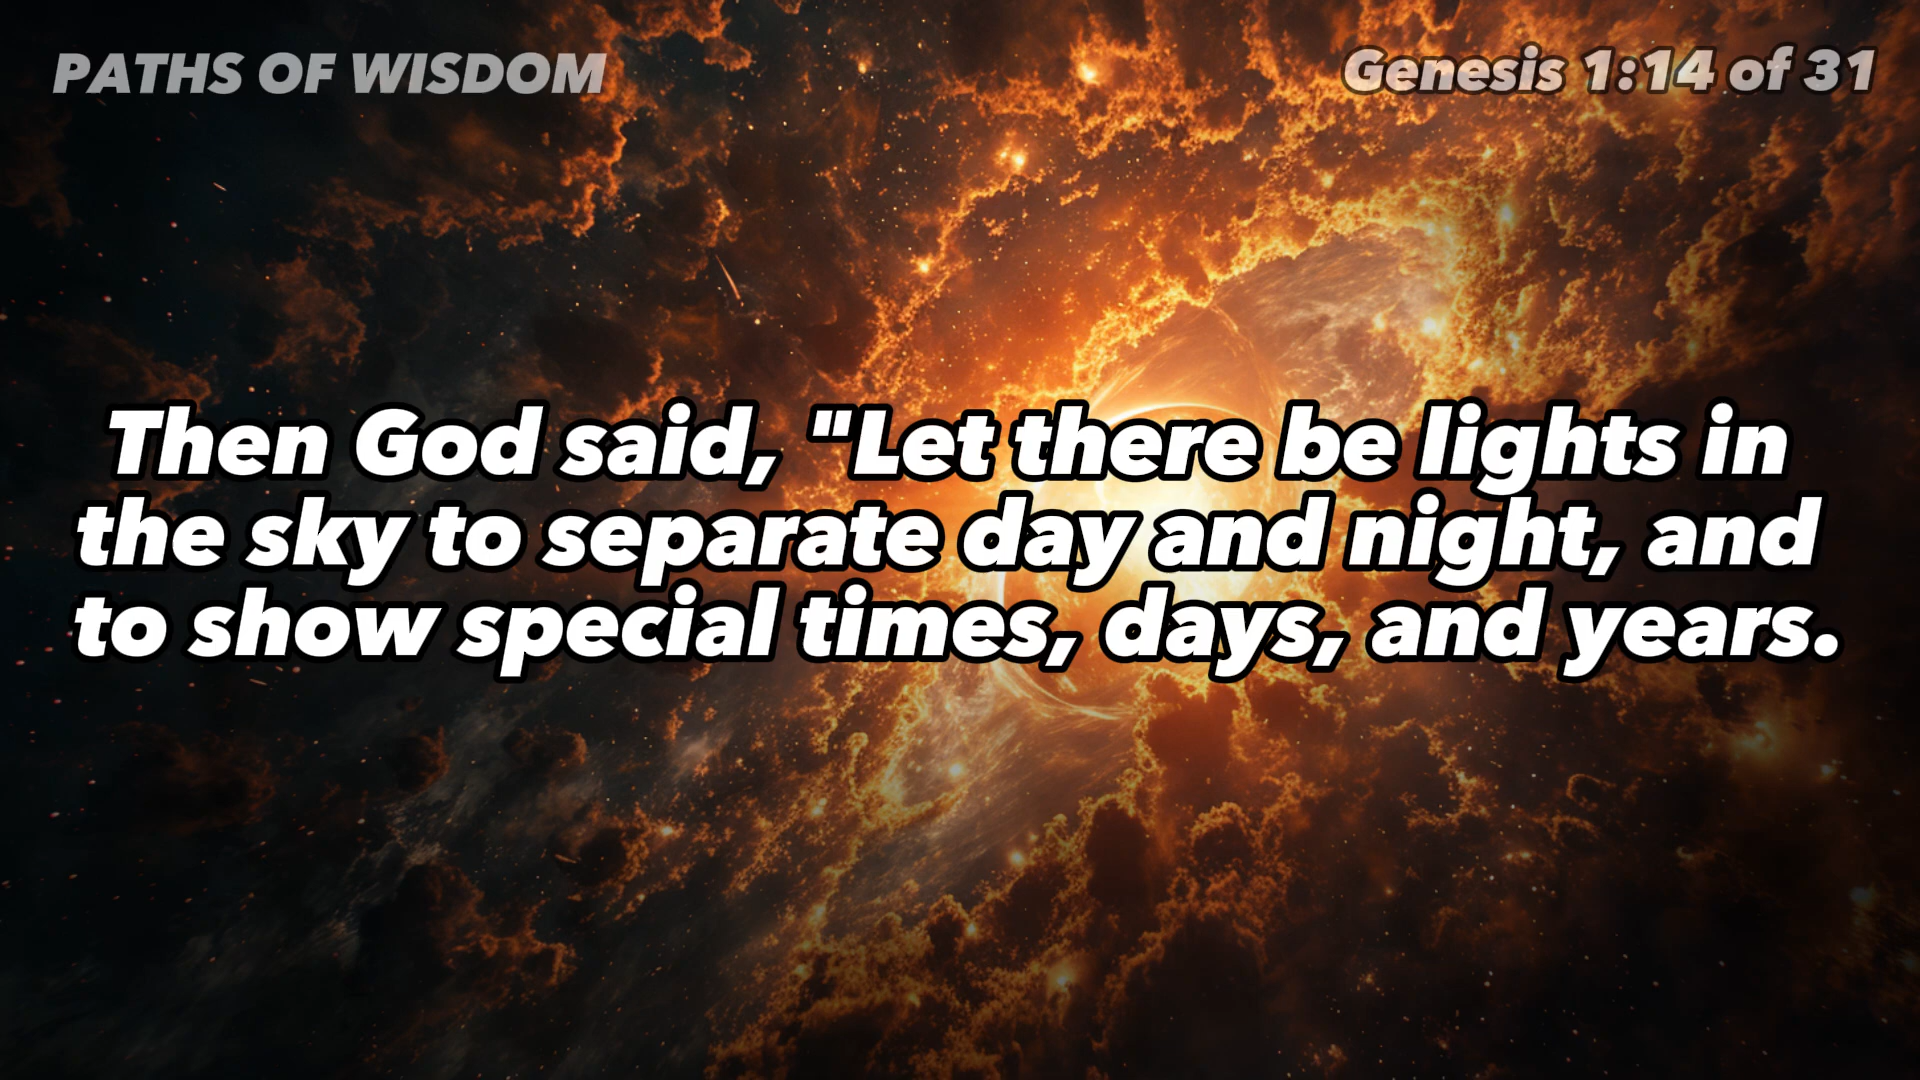 PATHS OF WISDOM
Genesis 1:14 of 31
Then God said, "Let there be lights in
the sky to separate day and night, and
to show special times, days, and years.